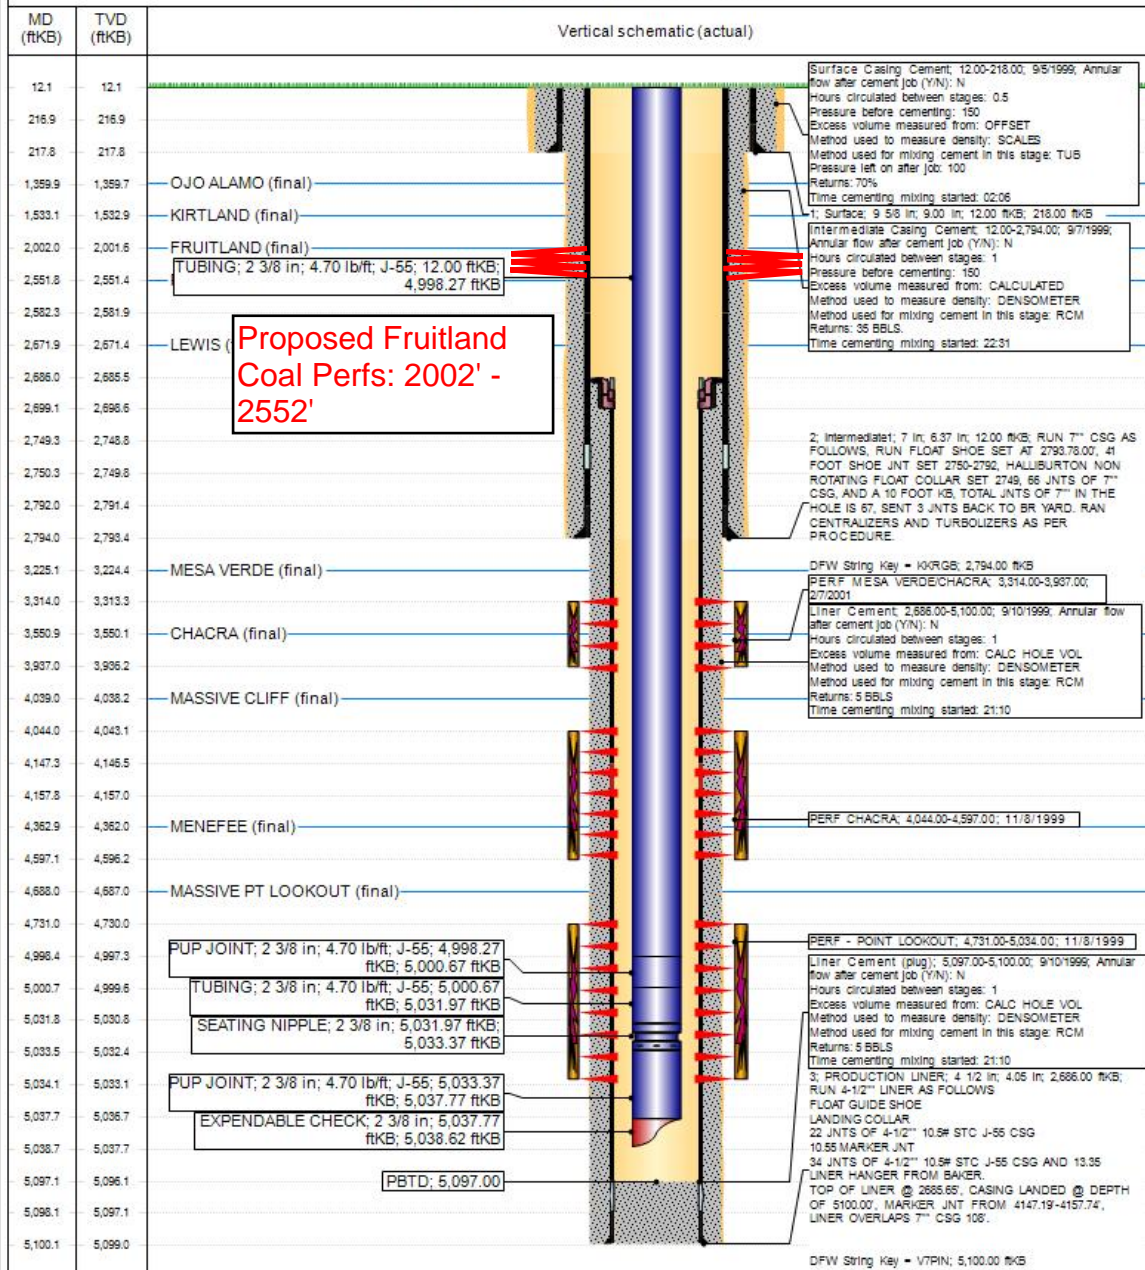 MD
(ftKB)
TVD
(ftKB)
Vertical schematic (actual)
12.1 12.1
216.9 216.9
217.8 217.8
1,359.9 1,359.7
1,533.1 1,532.9
2,002.0 2,001.6
2,551.8 2,551.4
2,582.3 2,581.9
2,671.9 2,671.4
2,686.0 2,685.5
2,699.1 2,698.6
2,749.3 2,748.8
2,750.3 2,749.8
2,792.0 2,791.4
2,794.0 2,793.4
3,225.1 3,224.4
3,314.0 3,313.3
3,550.9 3,550.1
3,937.0 3,936.2
4,039.0 4,038.2
4,044.0 4,043.1
4,147.3 4,146.5
4,157.8 4,157.0
4,362.9 4,362.0
4,597.1 4,596.2
4,688.0 4,687.0
4,731.0 4,730.0
4,998.4 4,997.3
5,000.7 4,999.6
5,031.8 5,030.8
5,033.5 5,032.4
5,034.1 5,033.1
5,037.7 5,036.7
5,038.7 5,037.7
5,097.1 5,096.1
5,098.1 5,097.1
5,100.1 5,099.0
OJO ALAMO (final)
KIRTLAND (final)
FRUITLAND (final)
TUBING; 2 3/8 in; 4.70 lb/ft; J-55; 12.00 ftKB;
4,998.27 ftKB
LEWIS (
Proposed Fruitland
Coal Perfs: 2002' -
2552'
MESA VERDE (final)
CHACRA (final)
MASSIVE CLIFF (final)
MENEFEE (final)
MASSIVE PT LOOKOUT (final)
PUP JOINT; 2 3/8 in; 4.70 lb/ft; J-55; 4,998.27
ftKB; 5,000.67 ftKB
TUBING; 2 3/8 in; 4.70 lb/ft; J-55; 5,000.67
ftKB; 5,031.97 ftKB
SEATING NIPPLE; 2 3/8 in; 5,031.97 ftKB;
5,033.37 ftKB
PUP JOINT; 2 3/8 in; 4.70 lb/ft; J-55; 5,033.37
ftKB; 5,037.77 ftKB
EXPENDABLE CHECK; 2 3/8 in; 5,037.77
ftKB; 5,038.62 ftKB
PBTD; 5,097.00
Surface Casing Cement; 12.00-218.00; 9/5/1999; Annular
flow after cement job (Y/N): N
Hours circulated between stages: 0.5
Pressure before cementing: 150
Excess volume measured from: OFFSET
Method used to measure density: SCALES
Method used for mixing cement in this stage: TUB
Pressure left on after job: 100
Returns: 70%
Time cementing mixing started: 02:06
1; Surface; 9 5/8 in; 9.00 in; 12.00 ftKB; 218.00 ftKB
Intermediate Casing Cement; 12.00-2,794.00; 9/7/1999;
Annular flow after cement job (Y/N): N
Hours circulated between stages: 1
Pressure before cementing: 150
Excess volume measured from: CALCULATED
Method used to measure density: DENSOMETER
Method used for mixing cement in this stage: RCM
Returns: 35 BBLS.
Time cementing mixing started: 22:31
2; Intermediate1; 7 in; 6.37 in; 12.00 ftKB; RUN 7"" CSG AS
FOLLOWS, RUN FLOAT SHOE SET AT 2793.78.00', 41
FOOT SHOE JNT SET 2750-2792, HALLIBURTON NON
ROTATING FLOAT COLLAR SET 2749, 66 JNTS OF 7""
CSG, AND A 10 FOOT KB, TOTAL JNTS OF 7"" IN THE
HOLE IS 67, SENT 3 JNTS BACK TO BR YARD. RAN
CENTRALIZERS AND TURBOLIZERS AS PER
PROCEDURE.
DFW String Key = KKRGB; 2,794.00 ftKB
PERF MESA VERDE/CHACRA; 3,314.00-3,937.00;
2/7/2001
Liner Cement; 2,686.00-5,100.00; 9/10/1999; Annular flow
after cement job (Y/N): N
Hours circulated between stages: 1
Excess volume measured from: CALC HOLE VOL
Method used to measure density: DENSOMETER
Method used for mixing cement in this stage: RCM
Returns: 5 BBLS
Time cementing mixing started: 21:10
PERF CHACRA; 4,044.00-4,597.00; 11/8/1999
PERF - POINT LOOKOUT; 4,731.00-5,034.00; 11/8/1999
Liner Cement (plug); 5,097.00-5,100.00; 9/10/1999; Annular
flow after cement job (Y/N): N
Hours circulated between stages: 1
Excess volume measured from: CALC HOLE VOL
Method used to measure density: DENSOMETER
Method used for mixing cement in this stage: RCM
Returns: 5 BBLS
Time cementing mixing started: 21:10
3; PRODUCTION LINER; 4 1/2 in; 4.05 in; 2,686.00 ftKB;
RUN 4-1/2"" LINER AS FOLLOWS
FLOAT GUIDE SHOE
LANDING COLLAR
22 JNTS OF 4-1/2"" 10.5# STC J-55 CSG
10.55 MARKER JNT
34 JNTS OF 4-1/2"" 10.5# STC J-55 CSG AND 13.35
LINER HANGER FROM BAKER.
TOP OF LINER @ 2685.65', CASING LANDED @ DEPTH
OF 5100.00', MARKER JNT FROM 4147.19'-4157.74',
LINER OVERLAPS 7"" CSG 108'.
DFW String Key = V7PIN; 5,100.00 ftKB